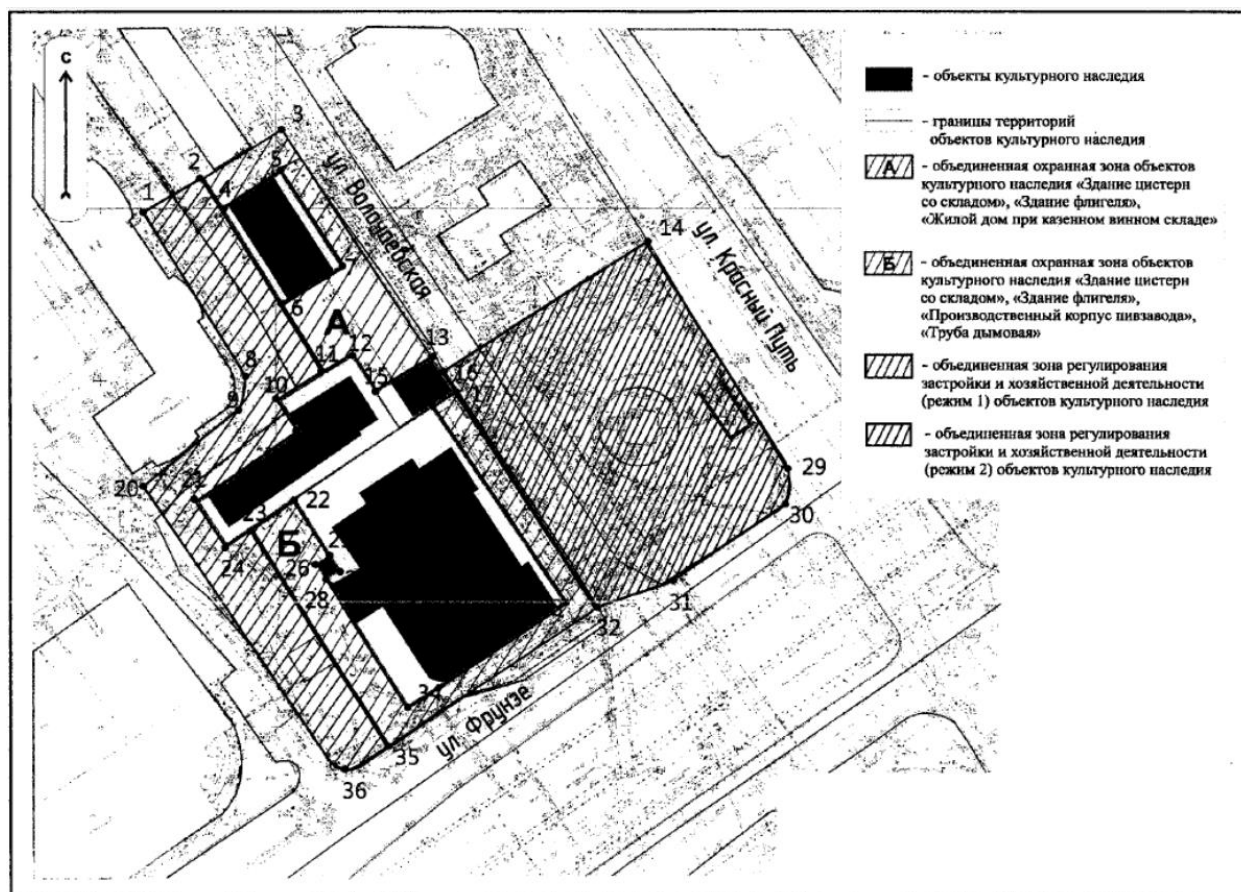 С
- объекты культурного наследия
- границы территорий
объектов культурного наследия
А - объединенная охранная зона объектов
культурного наследия «Здание цистерн
со складом», «Здание флигеля»,
«Жилой дом при казенном винном складе»
Б - объединенная охранная зона объектов
культурного наследия «Здание цистерн
со складом», «Здание флигеля»,
«Производственный корпус пивзавода»,
«Труба дымовая»
- объединенная зона регулирования
застройки и хозяйственной деятельности
(режим 1) объектов культурного наследия
- объединенная зона регулирования
застройки и хозяйственной деятельности
(режим 2) объектов культурного наследия
3
2
5
1
4
ул.
14
ул. Красный Путь
7
6
А
13
12
11
8
15
16
10
9
29
20
21
22
30
23
Б
24
26
28
31
32
34
ул. Фрунзе
35
36